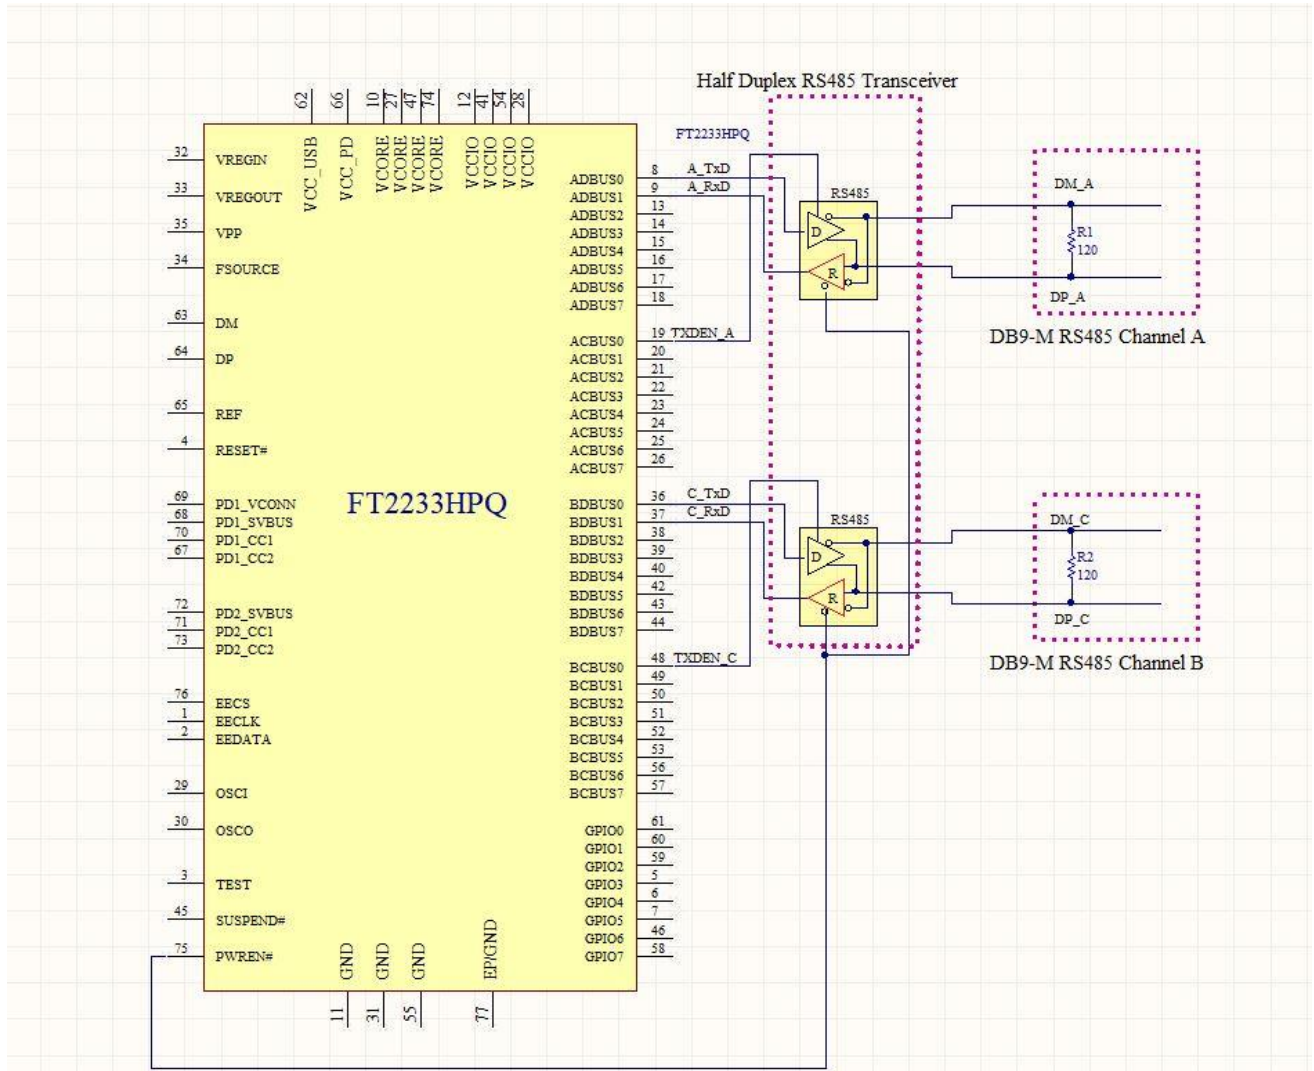 Half Duplex RS485 Transceiver
62
66
10
27
47
74
12
41
54
28
VCC_USB
VCC_PD
VCORE
VCORE
VCORE
VCORE
VCCIO
VCCIO
VCCIO
VCCIO
32 VREGIN
33 VREGOUT
35 VPP
34 FSOURCE
63 DM
64 DP
65 REF
4 RESET#
69 PD1_VCONN
68 PD1_SVBUS
70 PD1_CC1
67 PD1_CC2
72 PD2_SVBUS
71 PD2_CC1
73 PD2_CC2
76 EECS
1 EECLK
2 EEDATA
29 OSCI
30 OSCO
3 TEST
45 SUSPEND#
75 PWREN#
FT2233HPQ
GND
GND
GND
EP/GND
11
31
55
77
FT2233HPQ
ADBUS0 8 A_TxD
ADBUS1 9 A_RxD
ADBUS2 13
ADBUS3 14
ADBUS4 15
ADBUS5 16
ADBUS6 17
ADBUS7 18
ACBUS0 19 TXDEN_A
ACBUS1 20
ACBUS2 21
ACBUS3 22
ACBUS4 23
ACBUS5 24
ACBUS6 25
ACBUS7 26
BDBUS0 36 C_TxD
BDBUS1 37 C_RxD
BDBUS2 38
BDBUS3 39
BDBUS4 40
BDBUS5 42
BDBUS6 43
BDBUS7 44
BCBUS0 48 TXDEN_C
BCBUS1 49
BCBUS2 50
BCBUS3 51
BCBUS4 52
BCBUS5 53
BCBUS6 56
BCBUS7 57
GPIO0 61
GPIO1 60
GPIO2 59
GPIO3 5
GPIO4 6
GPIO5 7
GPIO6 46
GPIO7 58
RS485
D
R
DM_A
R1
120
DP_A
DB9-M RS485 Channel A
RS485
D
R
DM_C
R2
120
DP_C
DB9-M RS485 Channel B